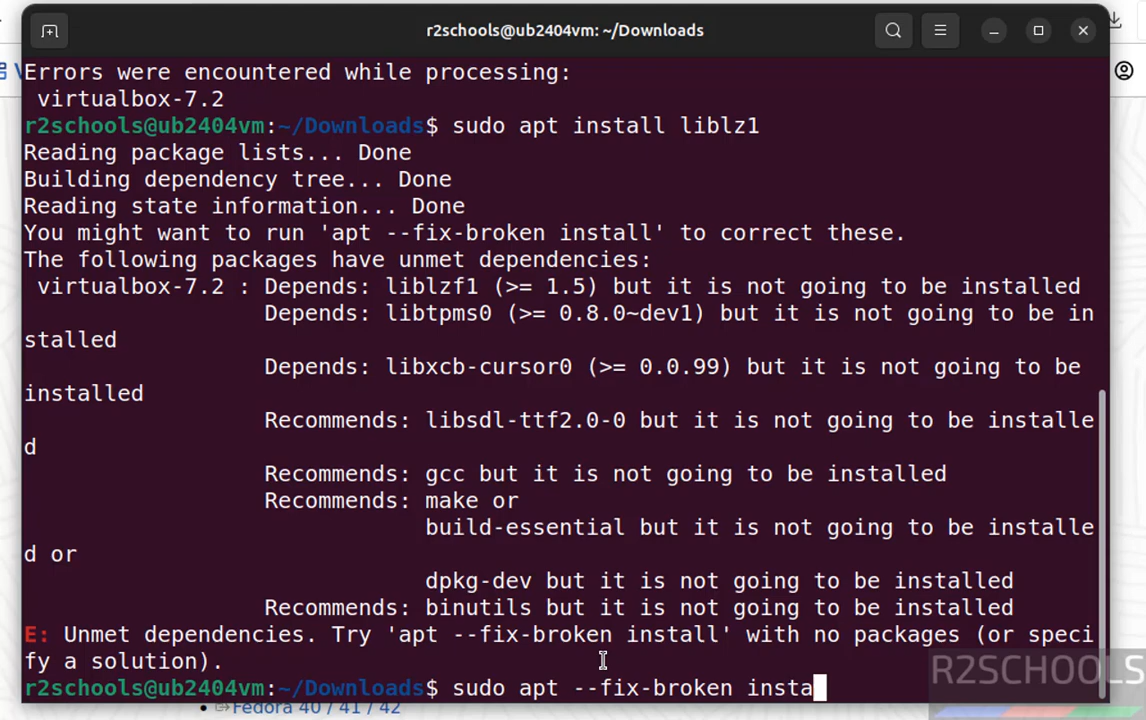 r2schools@ub2404vm: ~/Downloads
Errors were encountered while processing:
virtualbox-7.2
r2schools@ub2404vm:~/Downloads$ sudo apt install liblz1
Reading package lists... Done
Building dependency tree... Done
Reading state information... Done
You might want to run 'apt --fix-broken install' to correct these.
The following packages have unmet dependencies:
virtualbox-7.2 : Depends: liblzf1 (>= 1.5) but it is not going to be installed
Depends: libtpms0 (>= 0.8.0~dev1) but it is not going to be in
stalled
Depends: libxcb-cursor0 (>= 0.0.99) but it is not going to be
installed
Recommends: libsdl-ttf2.0-0 but it is not going to be installe
d
Recommends: gcc but it is not going to be installed
Recommends: make or
build-essential but it is not going to be installe
d or
dpkg-dev but it is not going to be installed
Recommends: binutils but it is not going to be installed
E: Unmet dependencies. Try 'apt --fix-broken install' with no packages (or speci
fy a solution).
r2schools@ub2404vm:~/Downloads$ sudo apt --fix-broken insta
R2SCHOOLS
Fedora 40 / 41 / 42